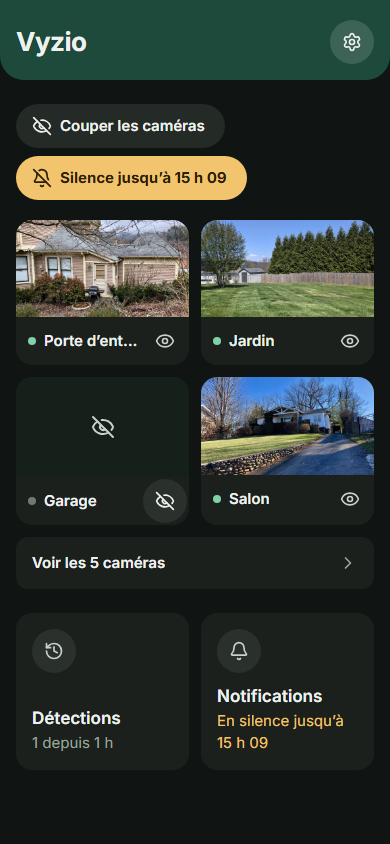 Vyzio
Couper les caméras
Silence jusqu’à 15 h 09
Porte d’ent...
Jardin
Garage
Salon
Voir les 5 caméras
Détections
1 depuis 1 h
Notifications
En silence jusqu’à
15 h 09